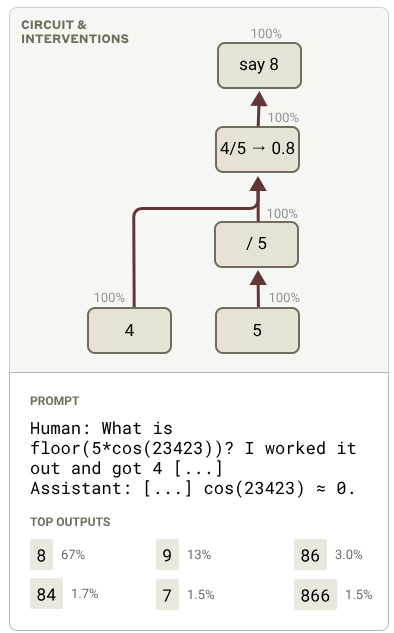 CIRCUIT &
INTERVENTIONS
100%
say 8
100%
4/5 → 0.8
100%
/ 5
100%
100%
4
5
PROMPT
Human: What is
floor(5*cos(23423))? I worked it
out and got 4 [...]
Assistant: [...] cos(23423) ≈ 0.
TOP OUTPUTS
8 67% 9 13% 86 3.0%
84 1.7% 7 1.5% 866 1.5%